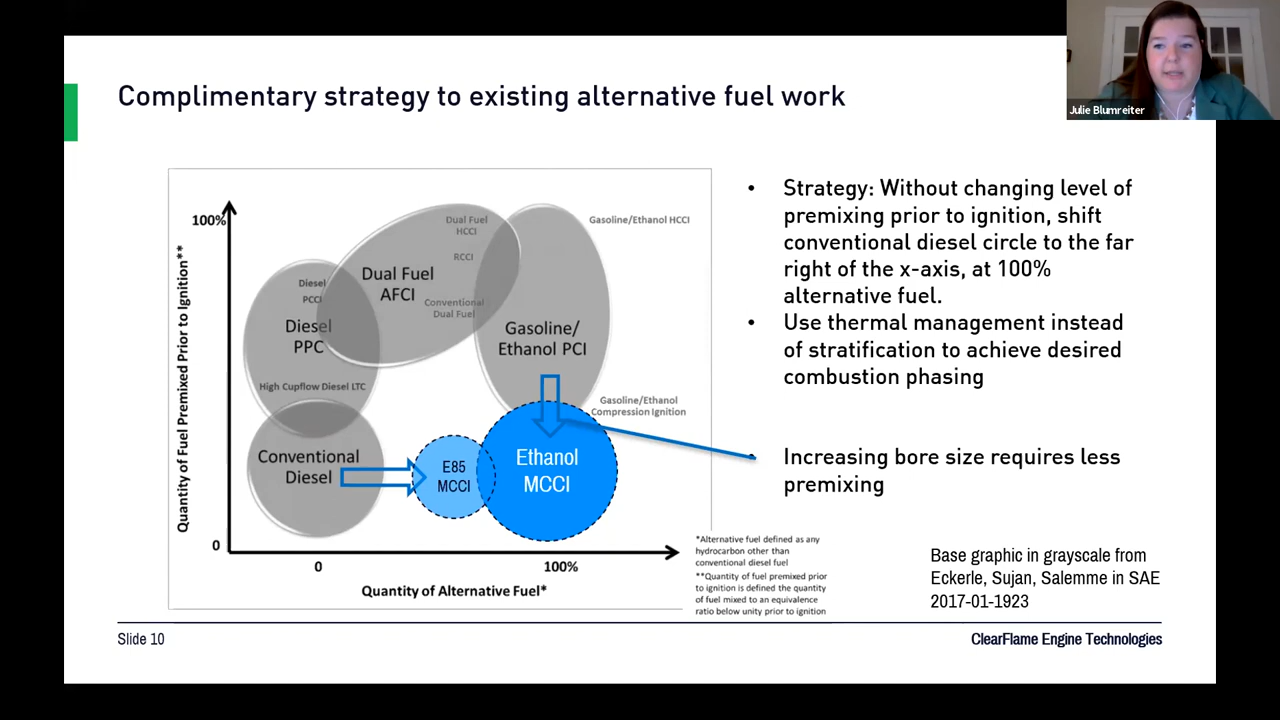 Julie Blumreiter
Complimentary strategy to existing alternative fuel work
100%
Quantity of Fuel Premixed Prior to Ignition**
0
0
100%
Quantity of Alternative Fuel*
Diesel
PCCI
Diesel
PPC
High Cupflow Diesel LTC
Conventional
Diesel
Dual Fuel
HCCI
RCCI
Dual Fuel
AFCI
Conventional
Dual Fuel
Gasoline/Ethanol HCCI
Gasoline/
Ethanol PCI
Gasoline/Ethanol
Compression Ignition
E85
MCCI
Ethanol
MCCI
*Alternative fuel defined as any
hydrocarbon other than
conventional diesel fuel
**Quantity of fuel premixed prior
to ignition is defined the quantity
of fuel mixed to an equivalence
ratio below unity prior to ignition
• Strategy: Without changing level of
premixing prior to ignition, shift
conventional diesel circle to the far
right of the x-axis, at 100%
alternative fuel.
• Use thermal management instead
of stratification to achieve desired
combustion phasing
• Increasing bore size requires less
premixing
Base graphic in grayscale from
Eckerle, Sujan, Salemme in SAE
2017-01-1923
Slide 10
ClearFlame Engine Technologies